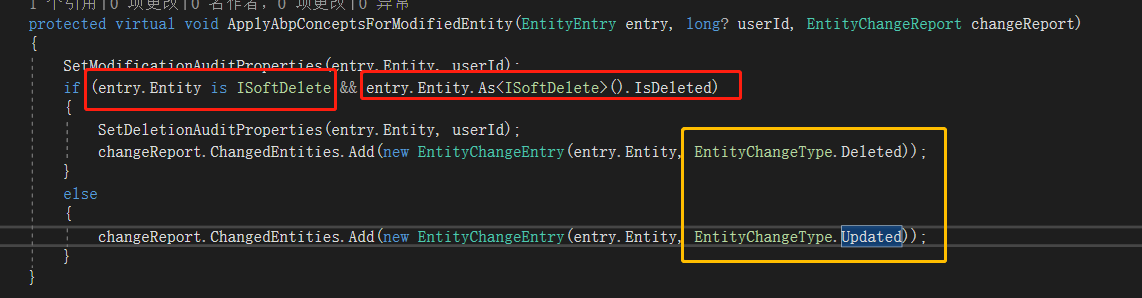 1 个引用|0 项更改|0 名作者，0 项更改|0 异常
protected virtual void ApplyAbpConceptsForModifiedEntity(EntityEntry entry, long? userId, EntityChangeReport changeReport)
{
SetModificationAuditProperties(entry.Entity, userId);
if (entry.Entity is ISoftDelete && entry.Entity.As<ISoftDelete>().IsDeleted)
{
SetDeletionAuditProperties(entry.Entity, userId);
changeReport.ChangedEntities.Add(new EntityChangeEntry(entry.Entity, EntityChangeType.Deleted));
}
else
{
changeReport.ChangedEntities.Add(new EntityChangeEntry(entry.Entity, EntityChangeType.Updated));
}
}